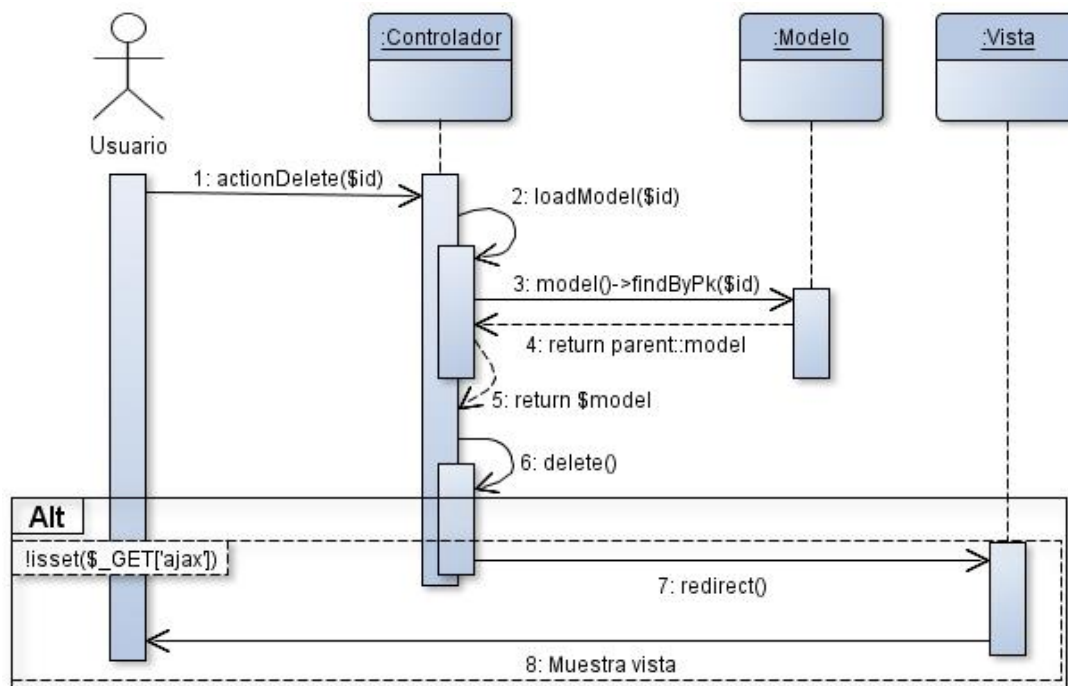 :Controlador
:Modelo
:Vista
Usuario
1: actionDelete($id)
2: loadModel($id)
3: model()->findByPk($id)
4: return parent::model
5: return $model
6: delete()
Alt
!isset($_GET['ajax'])
7: redirect()
8: Muestra vista